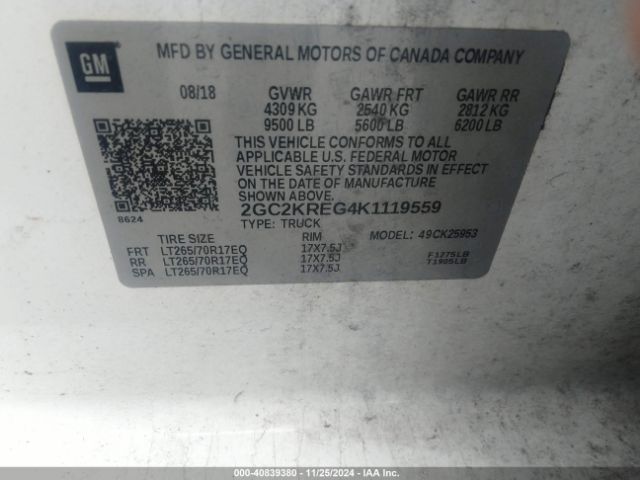 GM
MFD BY GENERAL MOTORS OF CANADA COMPANY
08/18 GVWR GAWR FRT GAWR RR
4309 KG 2540 KG 2812 KG
9500 LB 5600 LB 6200 LB
THIS VEHICLE CONFORMS TO ALL
APPLICABLE U.S. FEDERAL MOTOR
VEHICLE SAFETY STANDARDS IN EFFECT
ON THE DATE OF MANUFACTURE
SHOWN ABOVE.
8624
2GC2KREG4K1119559
TYPE: TRUCK MODEL: 49CK25953
TIRE SIZE RIM
FRT LT265/70R17EQ 17X7.5J F1775LB
RR LT265/70R17EQ 17X7.5J T1905LB
SPA LT265/70R17EQ 17X7.5J
000-40839380 - 11/25/2024 - IAA Inc.